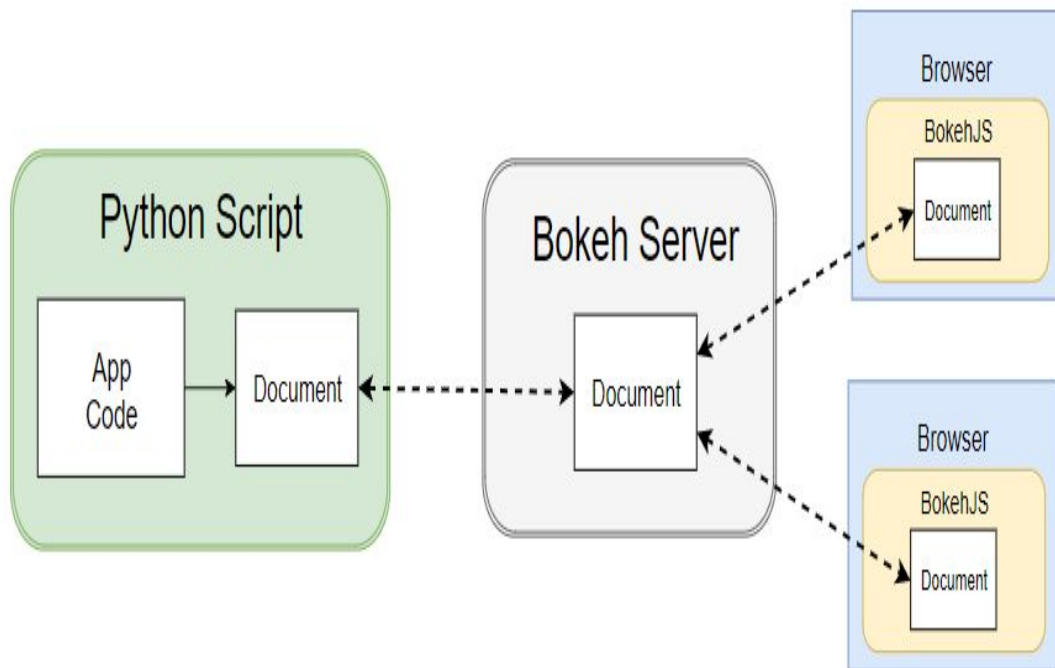 Python Script
App
Code
Document
Bokeh Server
Document
Browser
BokehJS
Document
Browser
BokehJS
Document